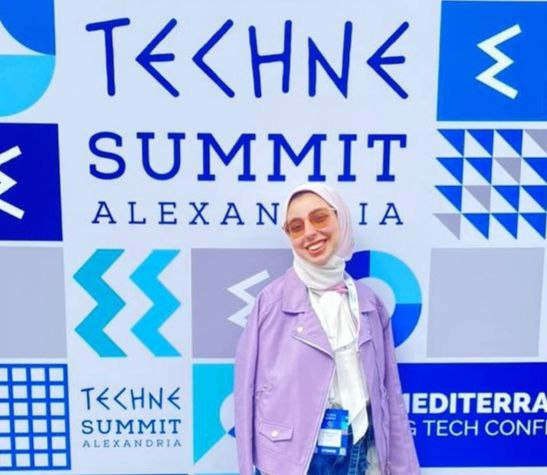 TECHNE
SUMMIT
ALEXANDRIA
TECHNE
SUMMIT
ALEXANDRIA
MEDITERRA
G TECH CONF